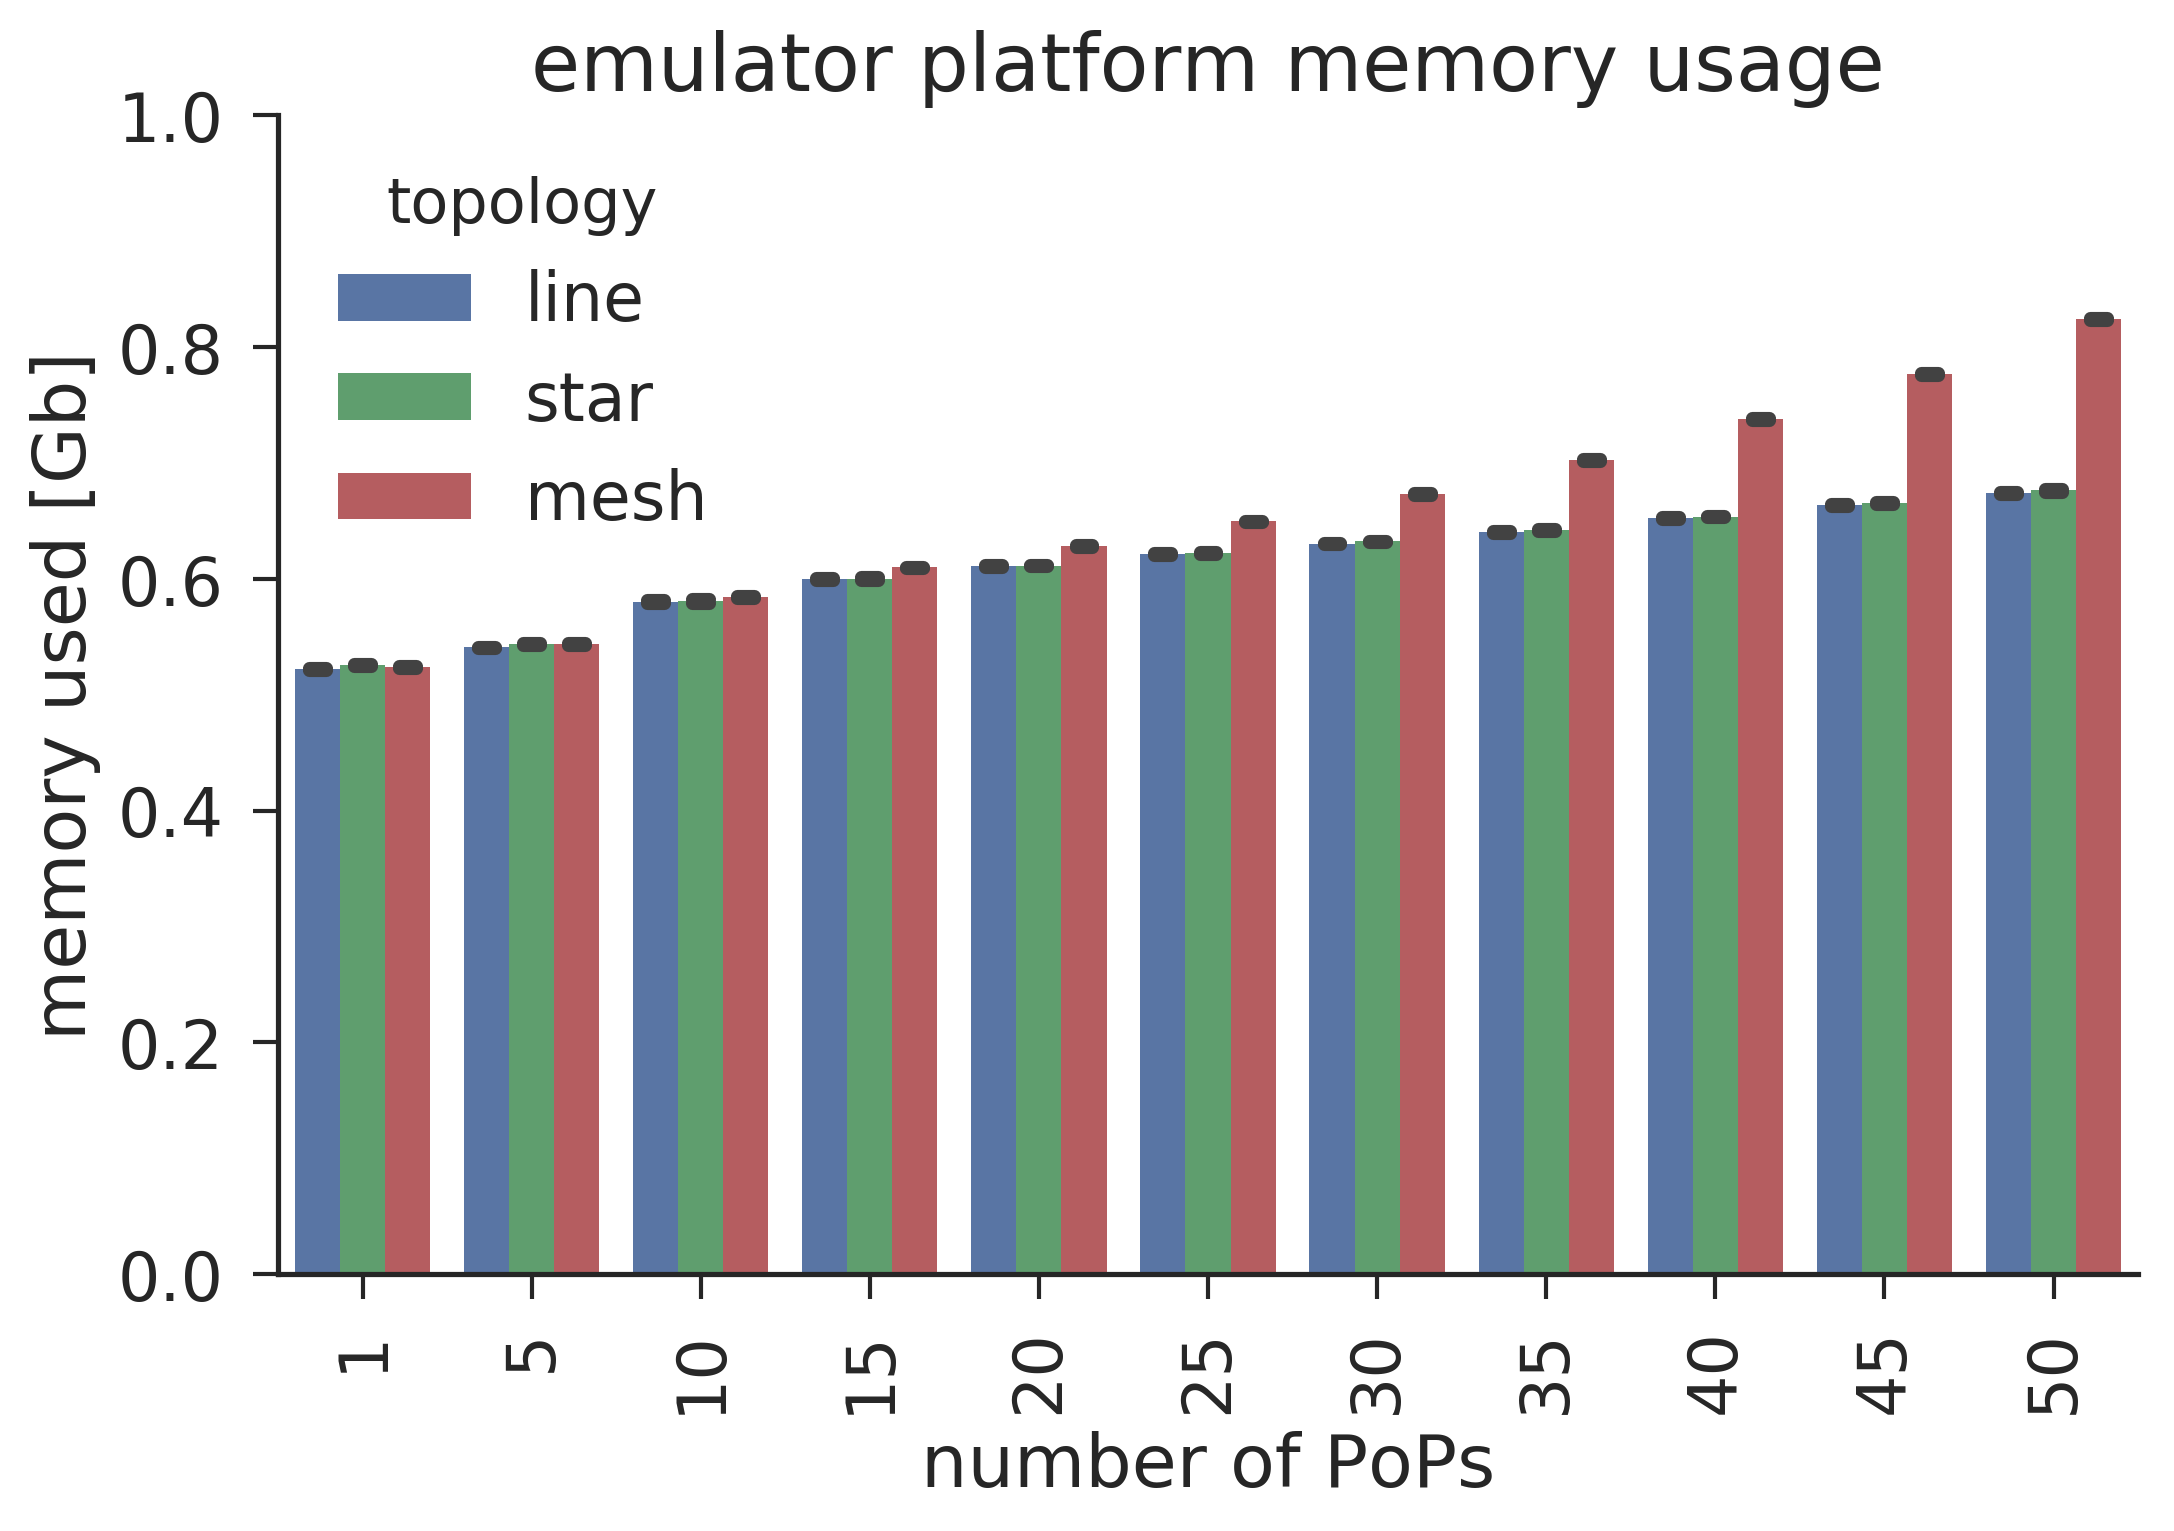 emulator platform memory usage
1.0
0.8
0.6
0.4
0.2
0.0
memory used [Gb]
topology
line
star
mesh
1 5 10 15 20 25 30 35 40 45 50
number of PoPs